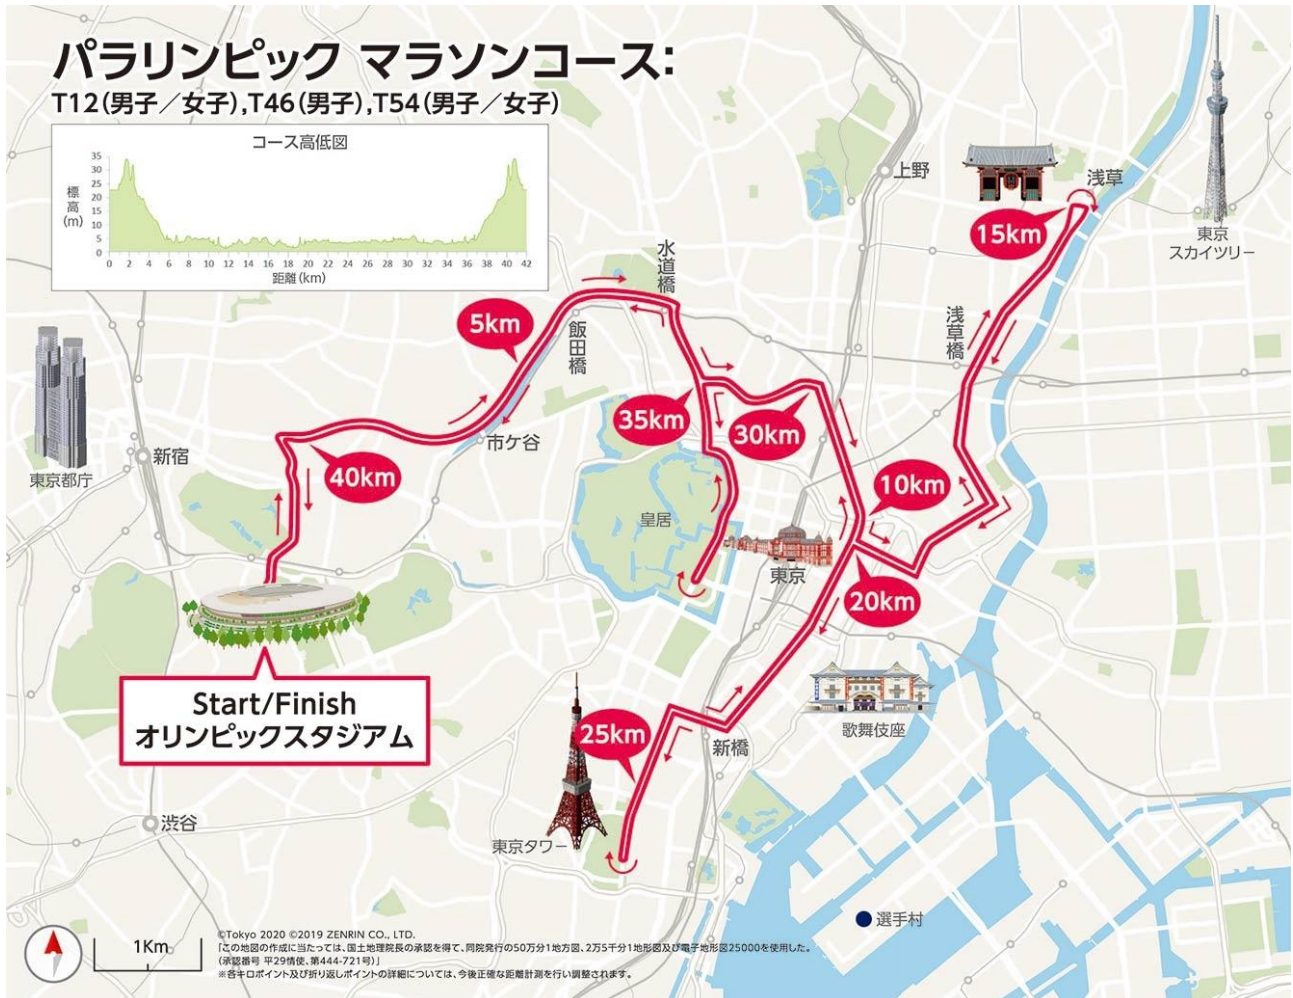 パラリンピック マラソンコース:
T12(男子／女子),T46(男子),T54(男子／女子)
コース高低図
標高(m)
35
30
25
20
15
10
5
0
0 2 4 6 8 10 11 12 14 16 18 19 20 22 24 26 28 30 32 34 36 38 40 42
距離(km)
上野
浅草
15km
東京
スカイツリー
水道橋
5km
飯田橋
浅草橋
35km
30km
市ケ谷
新宿
40km
東京都庁
10km
皇居
東京
20km
Start/Finish
オリンピックスタジアム
歌舞伎座
25km
新橋
渋谷
東京タワー
選手村
1Km
©Tokyo 2020 ©2019 ZENRIN CO., LTD.
「この地図の作成に当たっては、国土地理院長の承認を得て、同院発行の50万分1地方図、2万5千分1地形図及び電子地形図25000を使用した。
(承認番号 平29情使、第444-721号)」
※各キロポイント及び折り返しポイントの詳細については、今後正確な距離計測を行い調整されます。